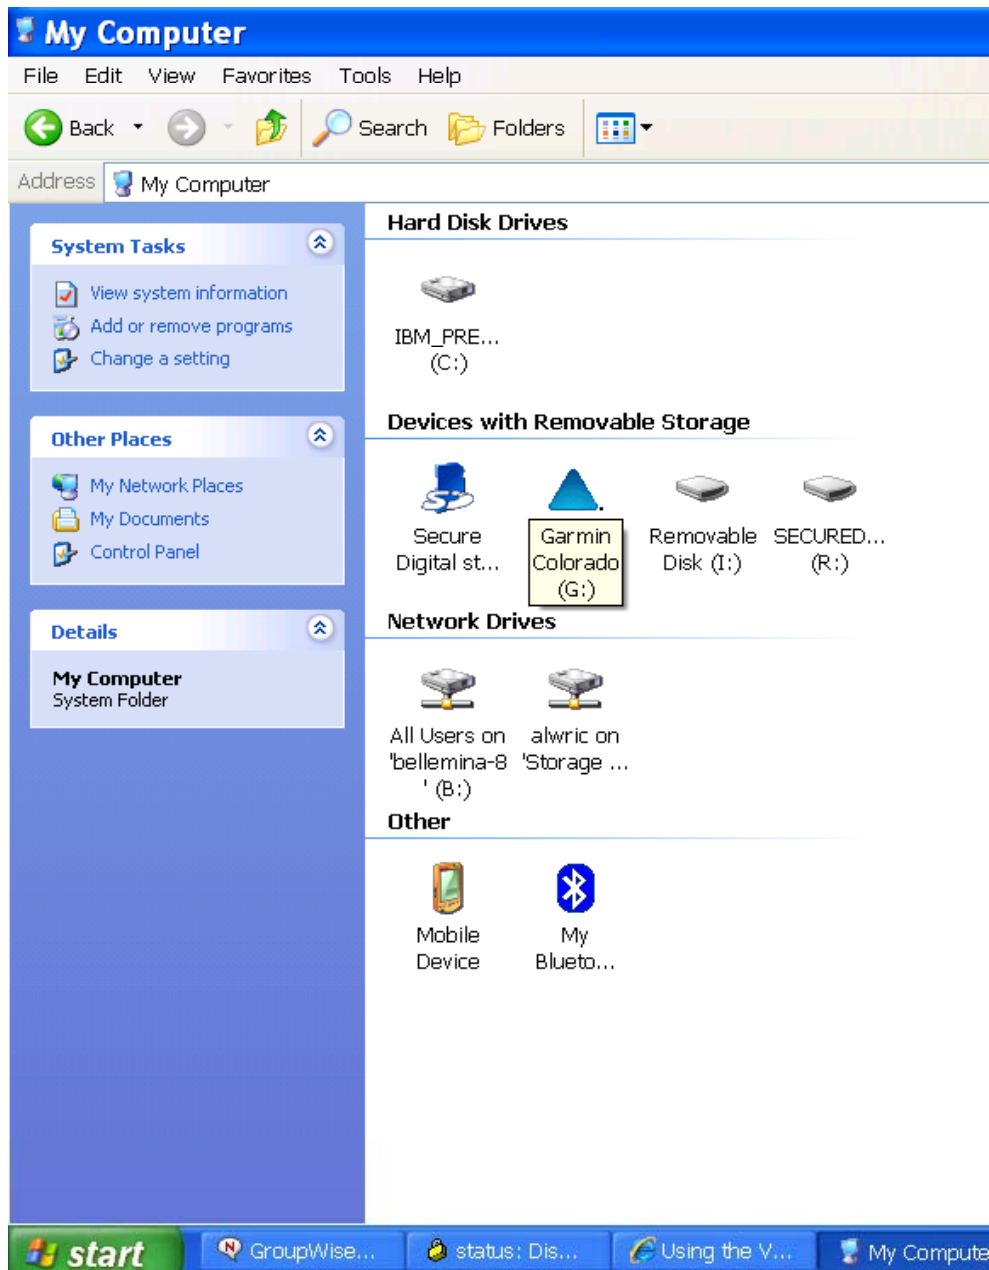 My Computer
File Edit View Favorites Tools Help
Back Search Folders
Address My Computer
System Tasks
View system information
Add or remove programs
Change a setting
Other Places
My Network Places
My Documents
Control Panel
Details
My Computer
System Folder
Hard Disk Drives
IBM_PRE...
(C:)
Devices with Removable Storage
Secure
Digital st...
Garmin
Colorado
(G:)
Removable
Disk (I:)
SECURED...
(R:)
Network Drives
All Users on
'bellemina-8
' (B:)
alwric on
'Storage ...
Other
Mobile
Device
My
Blueto...
start N GroupWise... status: Dis... Using the V... My Compute